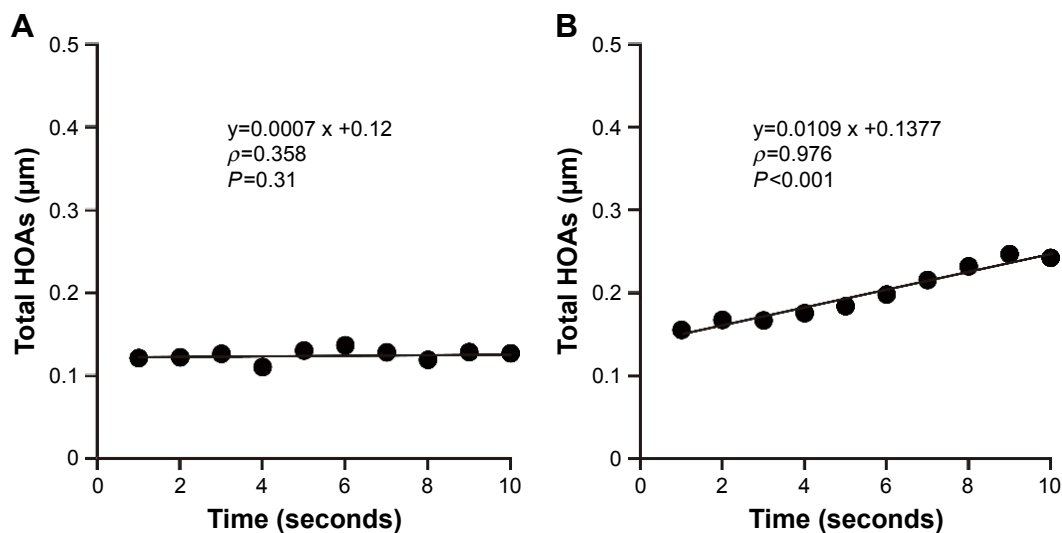 A
Total HOAs (μm)
0.5
0.4
0.3
0.2
0.1
0
y=0.0007 x +0.12
ρ=0.358
P=0.31
0 2 4 6 8 10
Time (seconds)
B
Total HOAs (μm)
0.5
0.4
0.3
0.2
0.1
0
y=0.0109 x +0.1377
ρ=0.976
P<0.001
0 2 4 6 8 10
Time (seconds)